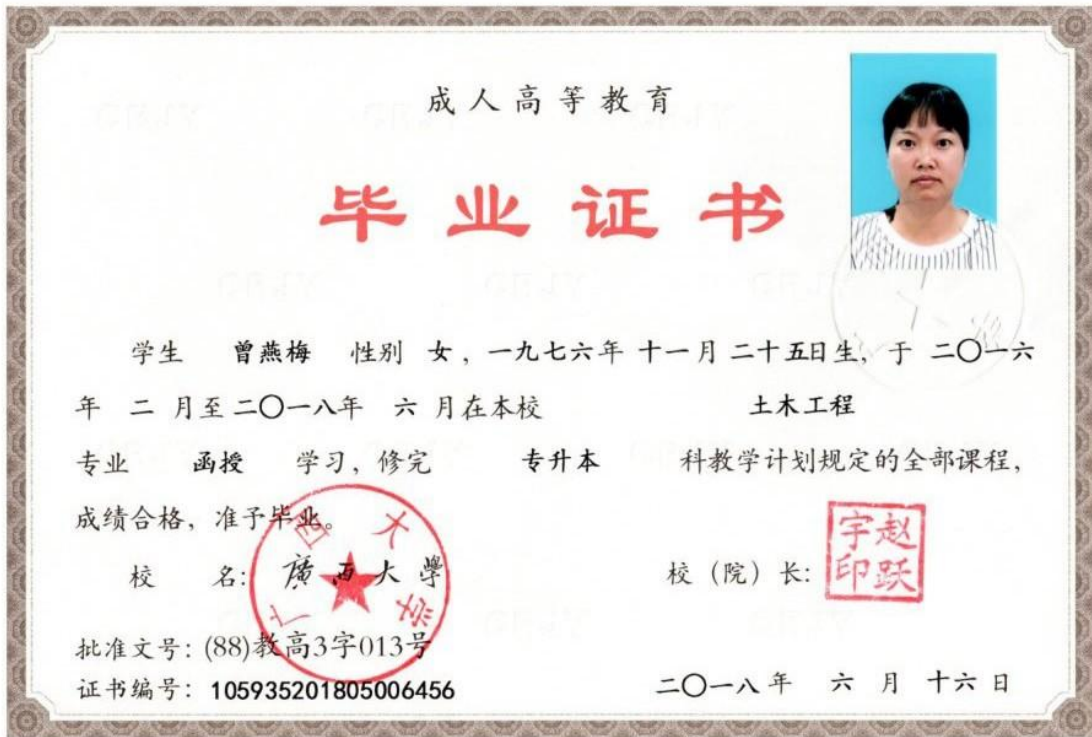 成人高等教育
毕业证书
学生 曾燕梅 性别 女，一九七六年 十一月 二十五日生，于 二〇一六
年 二 月至二〇一八年 六 月在本校 土木工程
专业 函授 学习，修完 专升本 科教学计划规定的全部课程，
成绩合格，准予毕业。
校 名：廣西大學
广西大学
校（院）长：
赵跃宇印
批准文号：(88)教高3字013号
证书编号：105935201805006456
二〇一八年 六 月 十六日